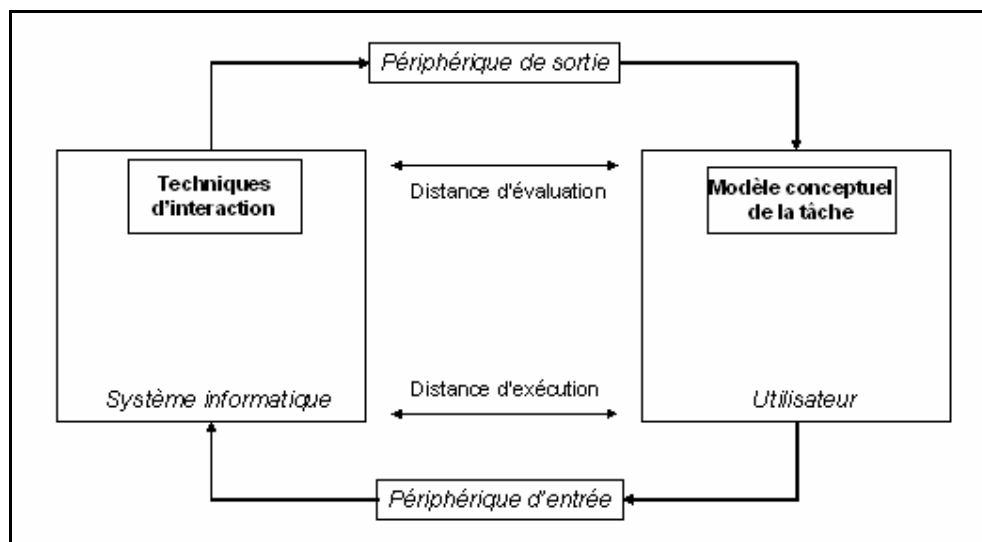 Périphérique de sortie
Techniques
d'interaction
Distance d'évaluation
Modèle conceptuel
de la tâche
Distance d'exécution
Système informatique
Utilisateur
Périphérique d'entrée